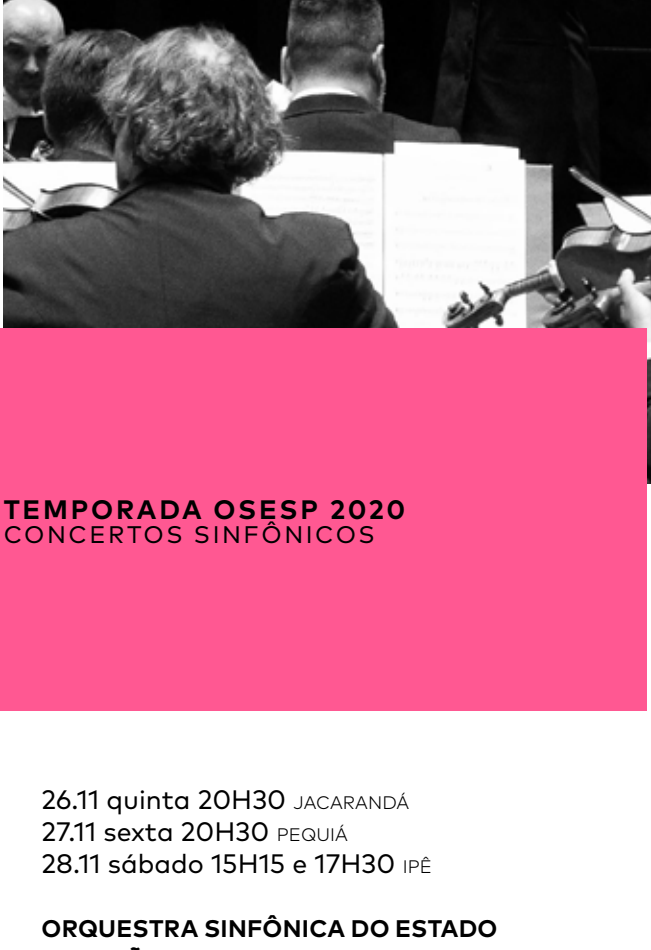 TEMPORADA OSESP 2020
CONCERTOS SINFÔNICOS
26.11 quinta 20H30 JACARANDÁ
27.11 sexta 20H30 PEQUIÁ
28.11 sábado 15H15 e 17H30 IPÊ
ORQUESTRA SINFÔNICA DO ESTADO